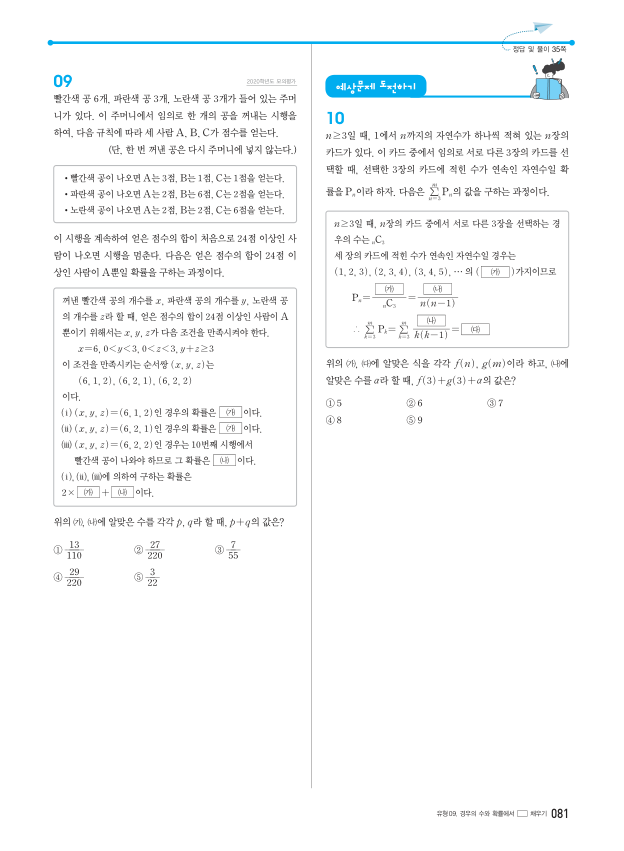 정답 및 풀이 35쪽
09
2020학년도 모의평가
빨간색 공 6개, 파란색 공 3개, 노란색 공 3개가 들어 있는 주머
니가 있다. 이 주머니에서 임의로 한 개의 공을 꺼내는 시행을
하여, 다음 규칙에 따라 세 사람 A, B, C가 점수를 얻는다.
(단, 한 번 꺼낸 공은 다시 주머니에 넣지 않는다.)
• 빨간색 공이 나오면 A는 3점, B는 1점, C는 1점을 얻는다.
• 파란색 공이 나오면 A는 2점, B는 6점, C는 2점을 얻는다.
• 노란색 공이 나오면 A는 2점, B는 2점, C는 6점을 얻는다.
이 시행을 계속하여 얻은 점수의 합이 처음으로 24점 이상인 사
람이 나오면 시행을 멈춘다. 다음은 얻은 점수의 합이 24점 이
상인 사람이 A뿐일 확률을 구하는 과정이다.
꺼낸 빨간색 공의 개수를 x, 파란색 공의 개수를 y, 노란색 공
의 개수를 z라 할 때, 얻은 점수의 합이 24점 이상인 사람이 A
뿐이기 위해서는 x, y, z가 다음 조건을 만족시켜야 한다.
x=6, 0<y<3, 0<z<3, y+z≥3
이 조건을 만족시키는 순서쌍 (x, y, z)는
(6, 1, 2), (6, 2, 1), (6, 2, 2)
이다.
(ⅰ) (x, y, z)=(6, 1, 2)인 경우의 확률은 ㈎ 이다.
(ⅱ) (x, y, z)=(6, 2, 1)인 경우의 확률은 ㈎ 이다.
(ⅲ) (x, y, z)=(6, 2, 2)인 경우는 10번째 시행에서
빨간색 공이 나와야 하므로 그 확률은 ㈏ 이다.
(ⅰ), (ⅱ), (ⅲ)에 의하여 구하는 확률은
2× ㈎ + ㈏ 이다.
위의 ㈎, ㈏에 알맞은 수를 각각 p, q라 할 때, p+q의 값은?
① 13/110 ② 27/220 ③ 7/55
④ 29/220 ⑤ 3/22
예상문제 도전하기
10
n≥3일 때, 1에서 n까지의 자연수가 하나씩 적혀 있는 n장의
카드가 있다. 이 카드 중에서 임의로 서로 다른 3장의 카드를 선
택할 때, 선택한 3장의 카드에 적힌 수가 연속인 자연수일 확
률을 Pₙ이라 하자. 다음은 ∑(n=3부터 m) Pₙ의 값을 구하는 과정이다.
n≥3일 때, n장의 카드 중에서 서로 다른 3장을 선택하는 경
우의 수는 ₙC₃
세 장의 카드에 적힌 수가 연속인 자연수일 경우는
(1, 2, 3), (2, 3, 4), (3, 4, 5), ⋯ 의 ( ㈎ )가지이므로
Pₙ= ㈎/ₙC₃ = ㈏/n(n−1)
∴ ∑(k=3부터 m) Pₖ= ∑(k=3부터 m) ㈏/k(k−1) = ㈐
위의 ㈎, ㈐에 알맞은 식을 각각 f(n), g(m)이라 하고, ㈏에
알맞은 수를 a라 할 때, f(3)+g(3)+a의 값은?
① 5 ② 6 ③ 7
④ 8 ⑤ 9
유형 09. 경우의 수와 확률에서 □ 채우기 081